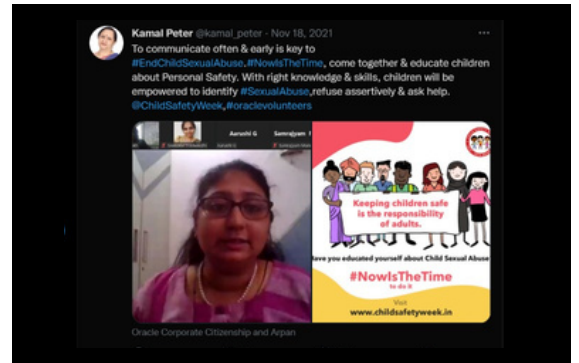 Kamal Peter @kamal_peter · Nov 18, 2021
To communicate often & early is key to
#EndChildSexualAbuse.#NowIsTheTime, come together & educate children
about Personal Safety. With right knowledge & skills, children will be
empowered to identify #SexualAbuse,refuse assertively & ask help.
@ChildSafetyWeek,#oraclevolunteers
Aarushi G
Samrajyam
Keeping children safe
is the responsibility
of adults.
ave you educated yourself about Child Sexual Abuse
#NowIsTheTime
to do it
Visit
www.childsafetyweek.in
Oracle Corporate Citizenship and Arpan